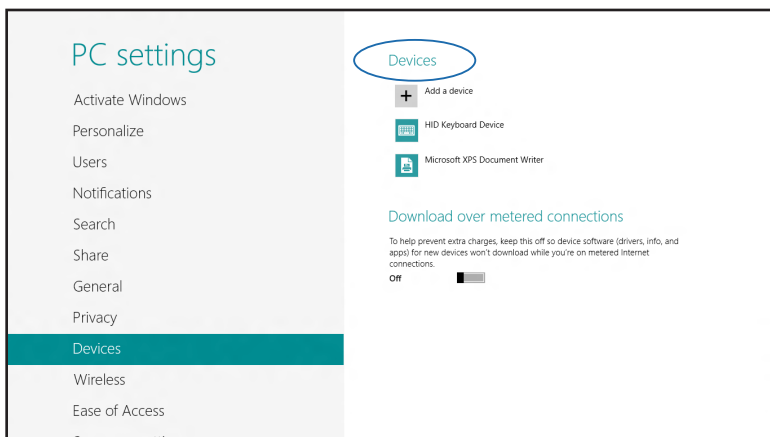 PC settings
Activate Windows
Personalize
Users
Notifications
Search
Share
General
Privacy
Devices
Wireless
Ease of Access
Devices
Add a device
HID Keyboard Device
Microsoft XPS Document Writer
Download over metered connections
To help prevent extra charges, keep this off so device software (drivers, info, and
apps) for new devices won't download while you're on metered Internet
connections.
Off